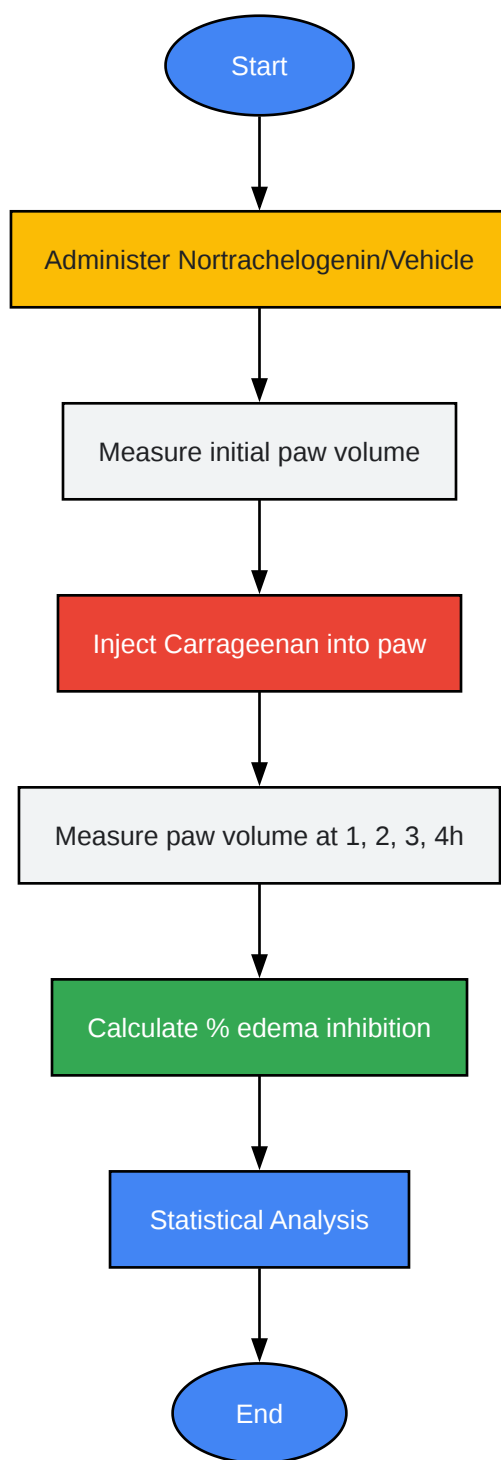 Start
Administer Nortrachelogenin/Vehicle
Measure initial paw volume
Inject Carrageenan into paw
Measure paw volume at 1, 2, 3, 4h
Calculate % edema inhibition
Statistical Analysis
End